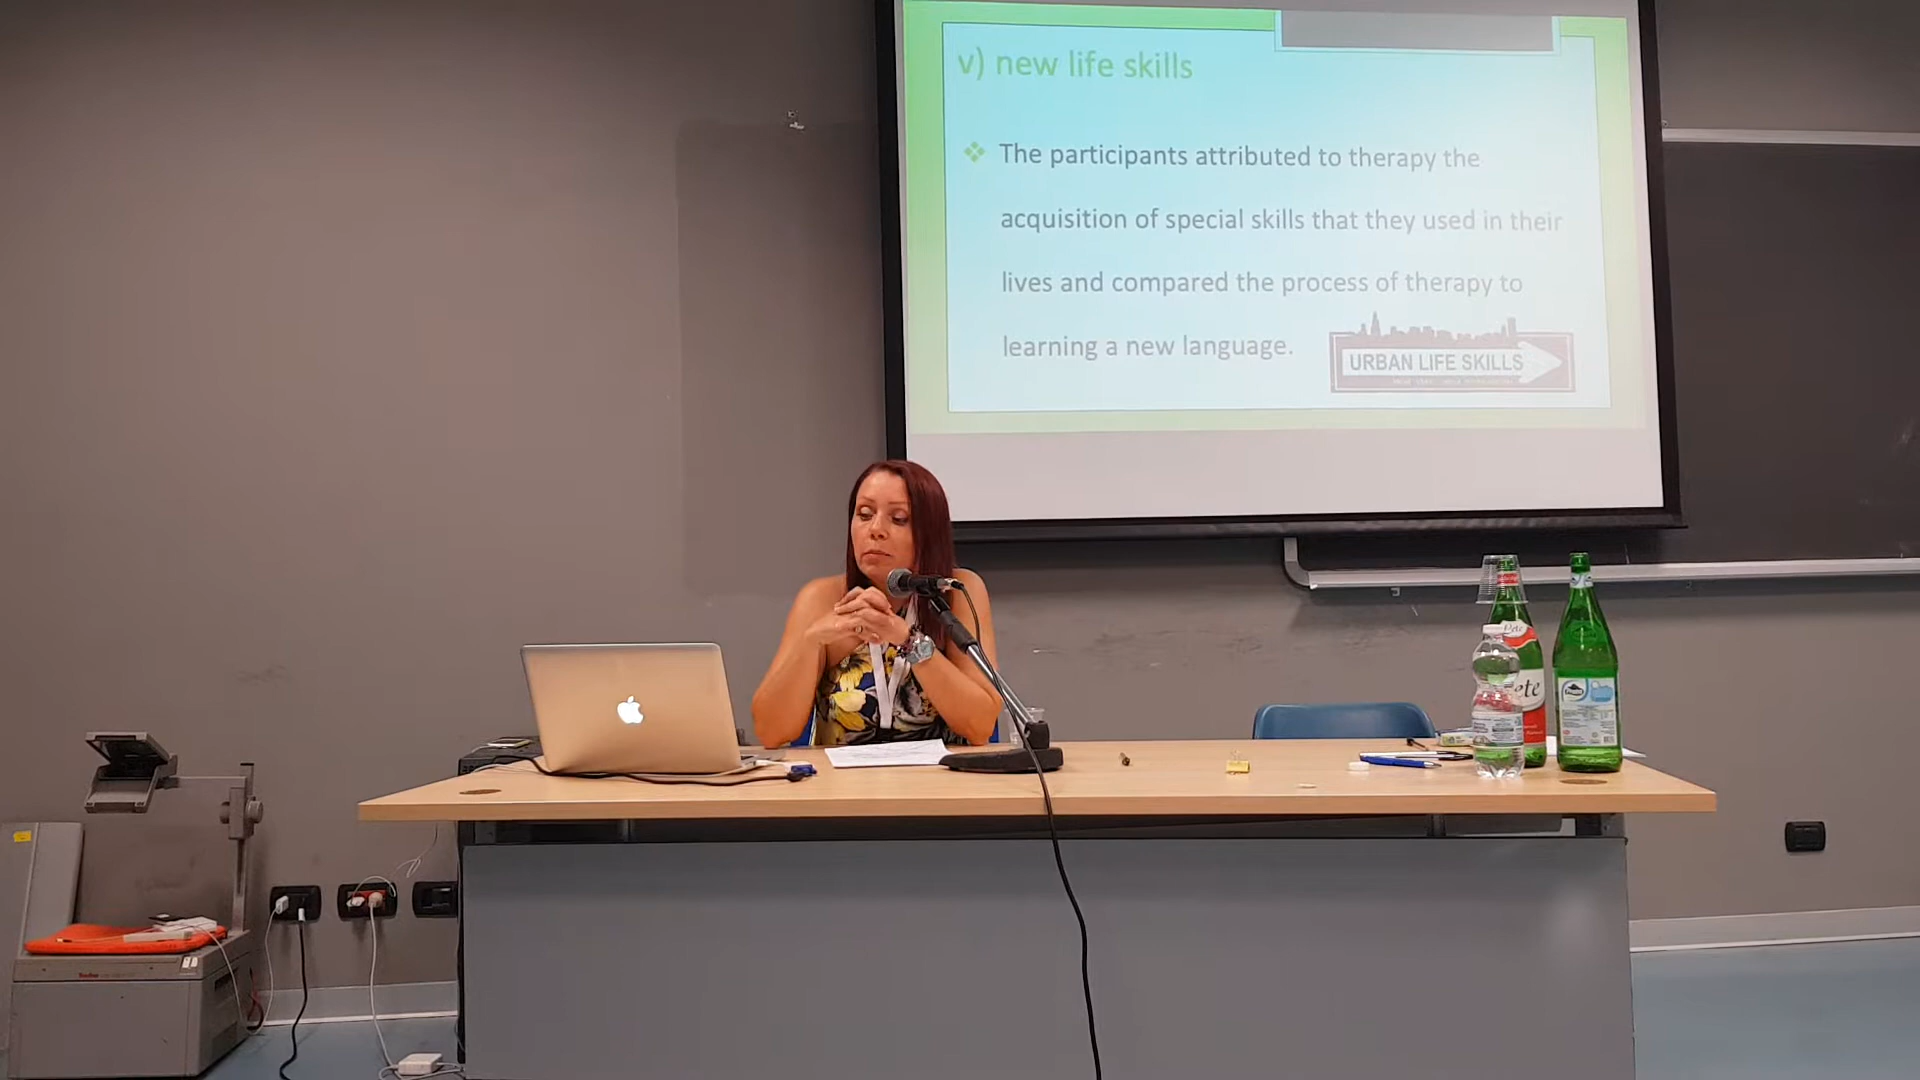 v) new life skills
The participants attributed to therapy the
acquisition of special skills that they used in their
lives and compared the process of therapy to
learning a new language.
URBAN LIFE SKILLS
ete